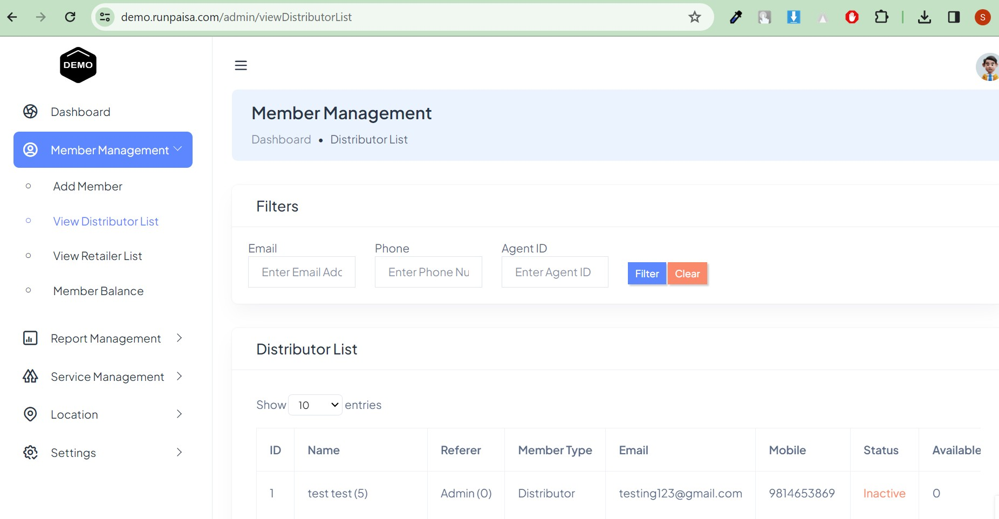 demo.runpaisa.com/admin/viewDistributorList
S
DEMO
Dashboard
Member Management
Add Member
View Distributor List
View Retailer List
Member Balance
Report Management
Service Management
Location
Settings
Member Management
Dashboard • Distributor List
Filters
Email Phone Agent ID
Enter Email Add Enter Phone Nu Enter Agent ID Filter Clear
Distributor List
Show 10 entries
ID Name Referer Member Type Email Mobile Status Available
1 test test (5) Admin (0) Distributor testing123@gmail.com 9814653869 Inactive 0